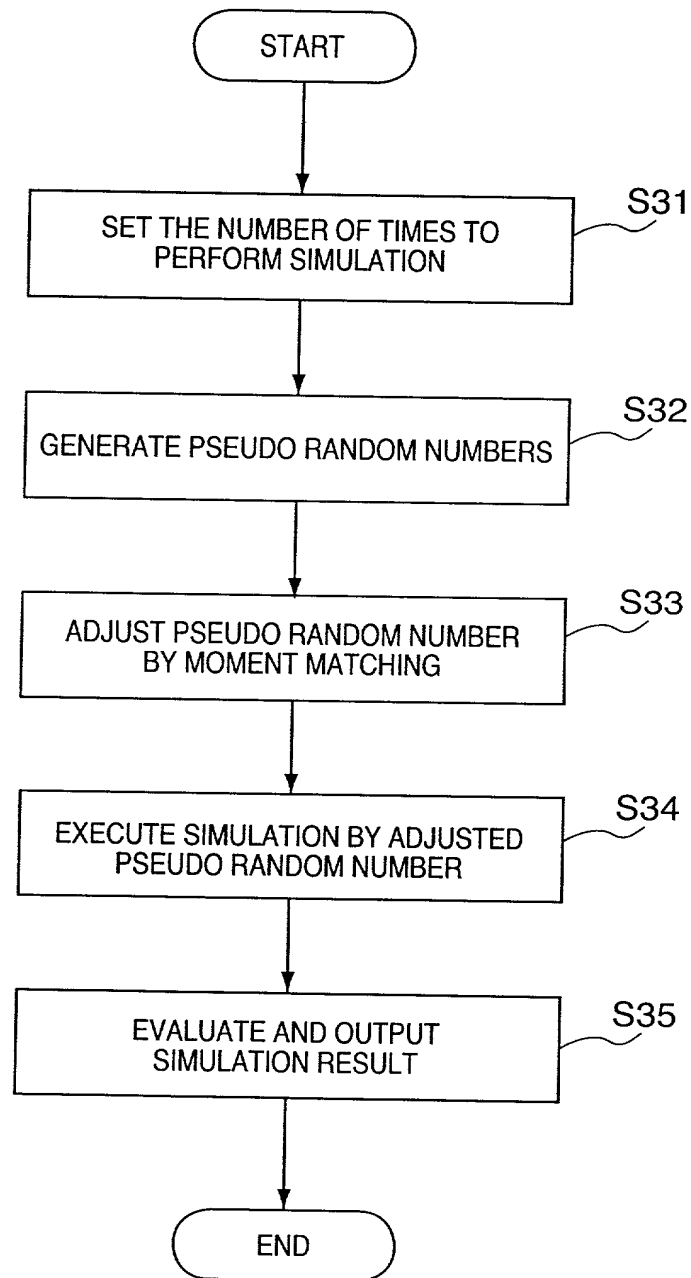 START
S31
SET THE NUMBER OF TIMES TO
PERFORM SIMULATION
S32
GENERATE PSEUDO RANDOM NUMBERS
S33
ADJUST PSEUDO RANDOM NUMBER
BY MOMENT MATCHING
S34
EXECUTE SIMULATION BY ADJUSTED
PSEUDO RANDOM NUMBER
S35
EVALUATE AND OUTPUT
SIMULATION RESULT
END